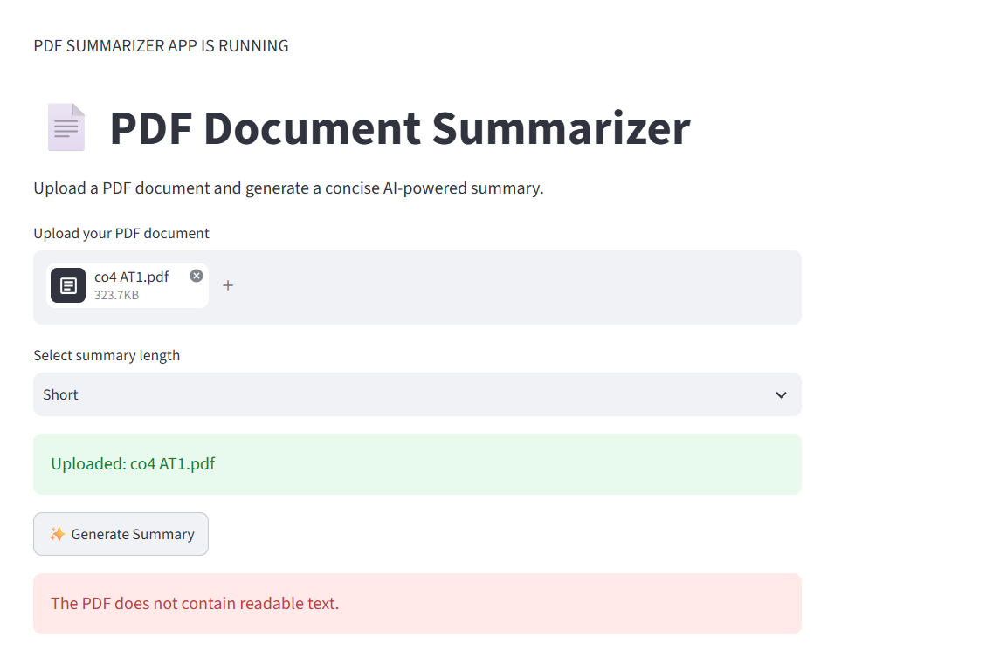 PDF SUMMARIZER APP IS RUNNING
PDF Document Summarizer
Upload a PDF document and generate a concise AI-powered summary.
Upload your PDF document
co4 AT1.pdf
323.7KB
+
Select summary length
Short
Uploaded: co4 AT1.pdf
✨ Generate Summary
The PDF does not contain readable text.